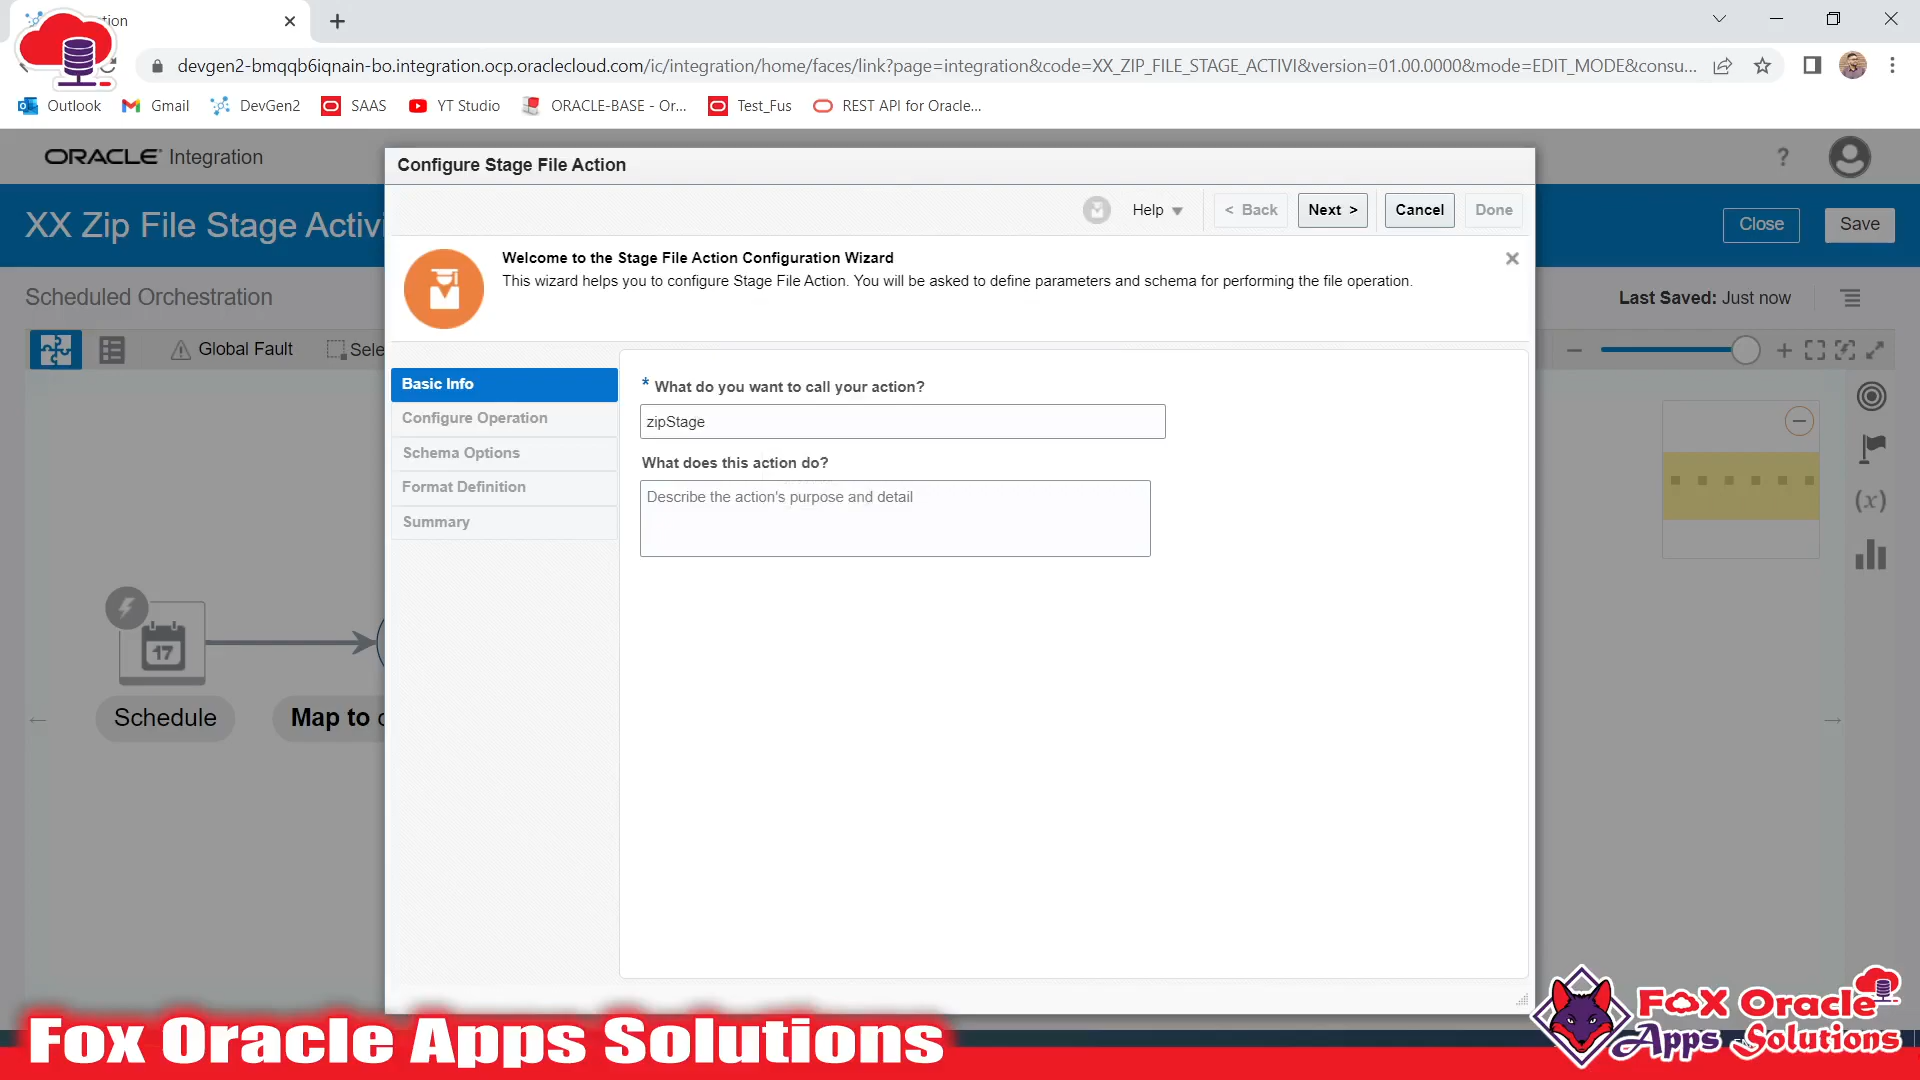 devgen2-bmqqb6iqnain-bo.integration.ocp.oraclecloud.com/ic/integration/home/faces/link?page=integration&code=XX_ZIP_FILE_STAGE_ACTIVI&version=01.00.0000&mode=EDIT_MODE&consu...
Outlook Gmail DevGen2 SAAS YT Studio ORACLE-BASE - Or... Test_Fus REST API for Oracle...
ORACLE Integration
XX Zip File Stage Activi
Close Save
Scheduled Orchestration
Last Saved: Just now
Global Fault Sele
Configure Stage File Action
Help < Back Next > Cancel Done
Welcome to the Stage File Action Configuration Wizard
This wizard helps you to configure Stage File Action. You will be asked to define parameters and schema for performing the file operation.
Basic Info
Configure Operation
Schema Options
Format Definition
Summary
* What do you want to call your action?
zipStage
What does this action do?
Describe the action's purpose and detail
(x)
17
Schedule
Map to
Fox Oracle Apps Solutions
Fox Oracle
Apps Solutions